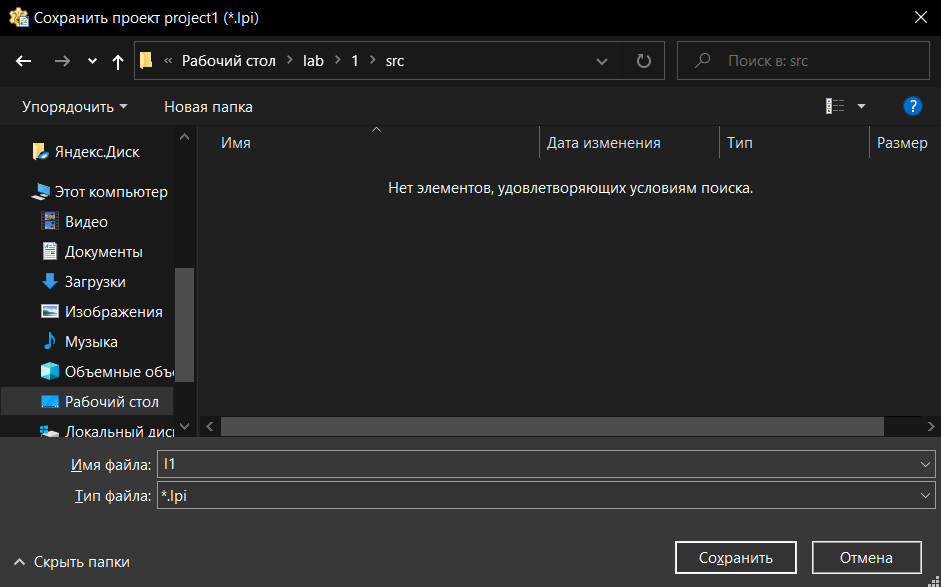 Сохранить проект project1 (*.lpi)
« Рабочий стол > lab > 1 > src
Поиск в: src
Упорядочить
Новая папка
Имя
Дата изменения
Тип
Размер
Нет элементов, удовлетворяющих условиям поиска.
Яндекс.Диск
Этот компьютер
Видео
Документы
Загрузки
Изображения
Музыка
Объемные объ
Рабочий стол
Локальный дис
Имя файла: l1
Тип файла: *.lpi
Скрыть папки
Сохранить
Отмена